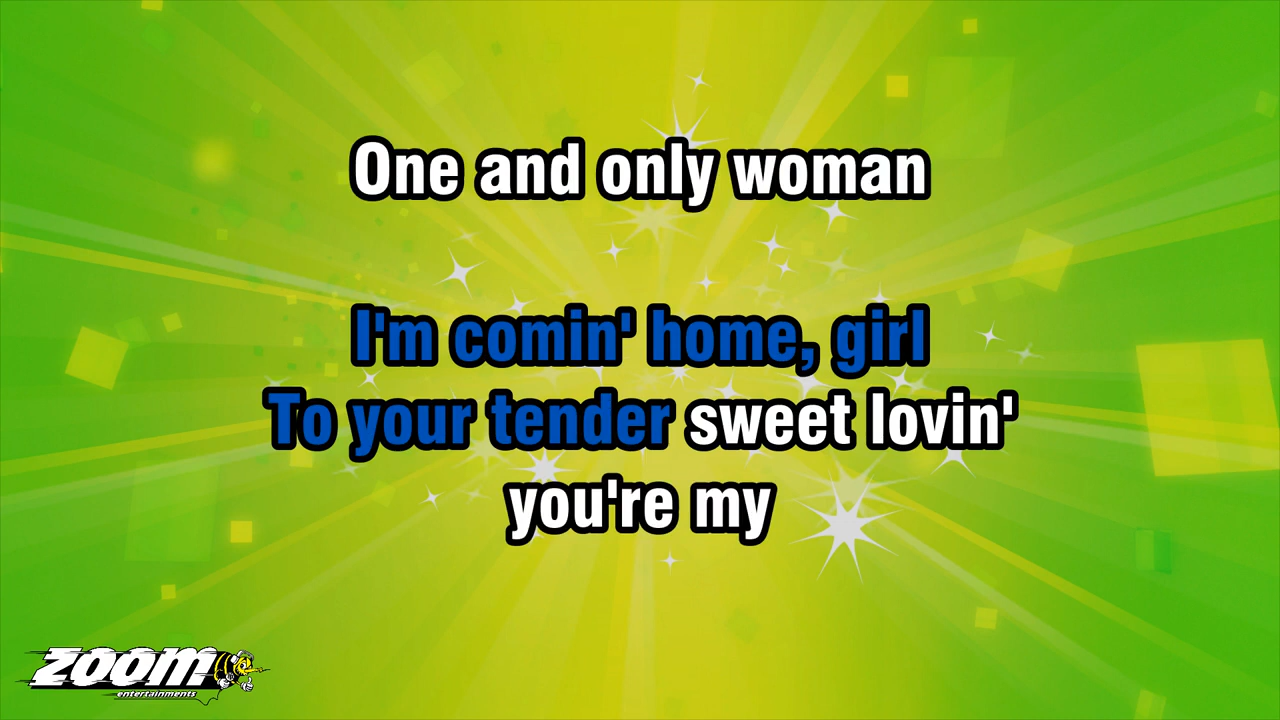 One and only woman
I'm comin' home, girl
To your tender sweet lovin'
you're my
zoom
entertainments